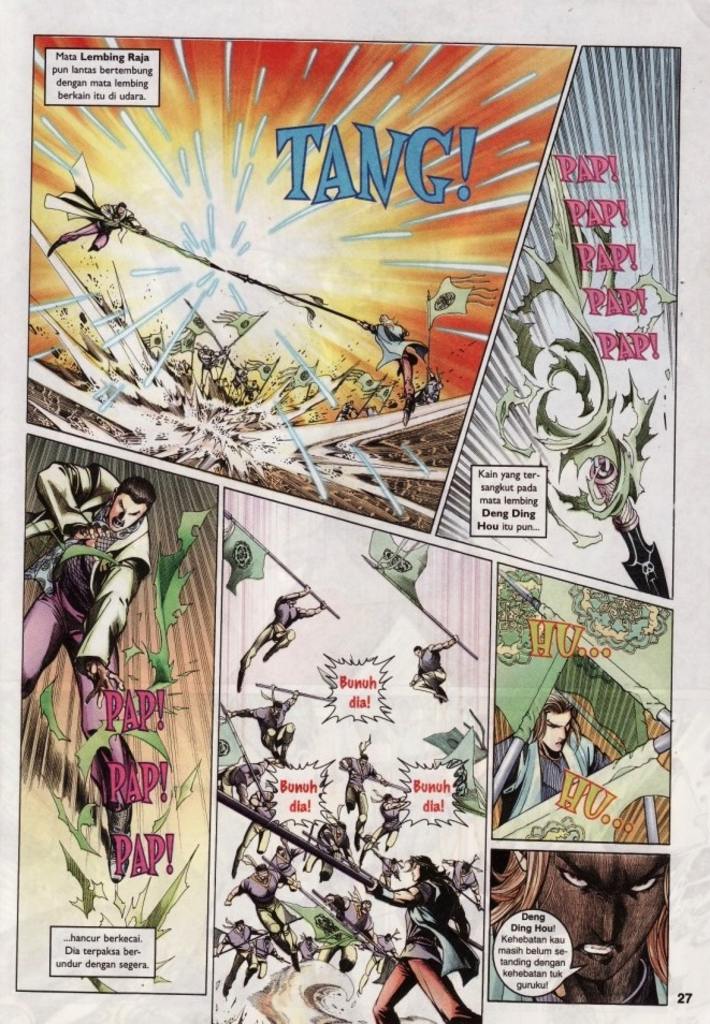 Mata Lembing Raja
pun lantas bertembung
dengan mata lembing
berkain itu di udara.
TANG!
PAP!
PAP!
PAP!
PAP!
PAP!
Kain yang ter-
sangkut pada
mata lembing
Deng Ding
Hou itu pun...
PAP!
PAP!
PAP!
...hancur berkecai.
Dia terpaksa ber-
undur dengan segera.
Bunuh
dia!
Bunuh
dia!
Bunuh
dia!
HU...
HU...
Deng
Ding Hou!
Kehebatan kau
masih belum se-
tanding dengan
kehebatan tuk
guruku!
27